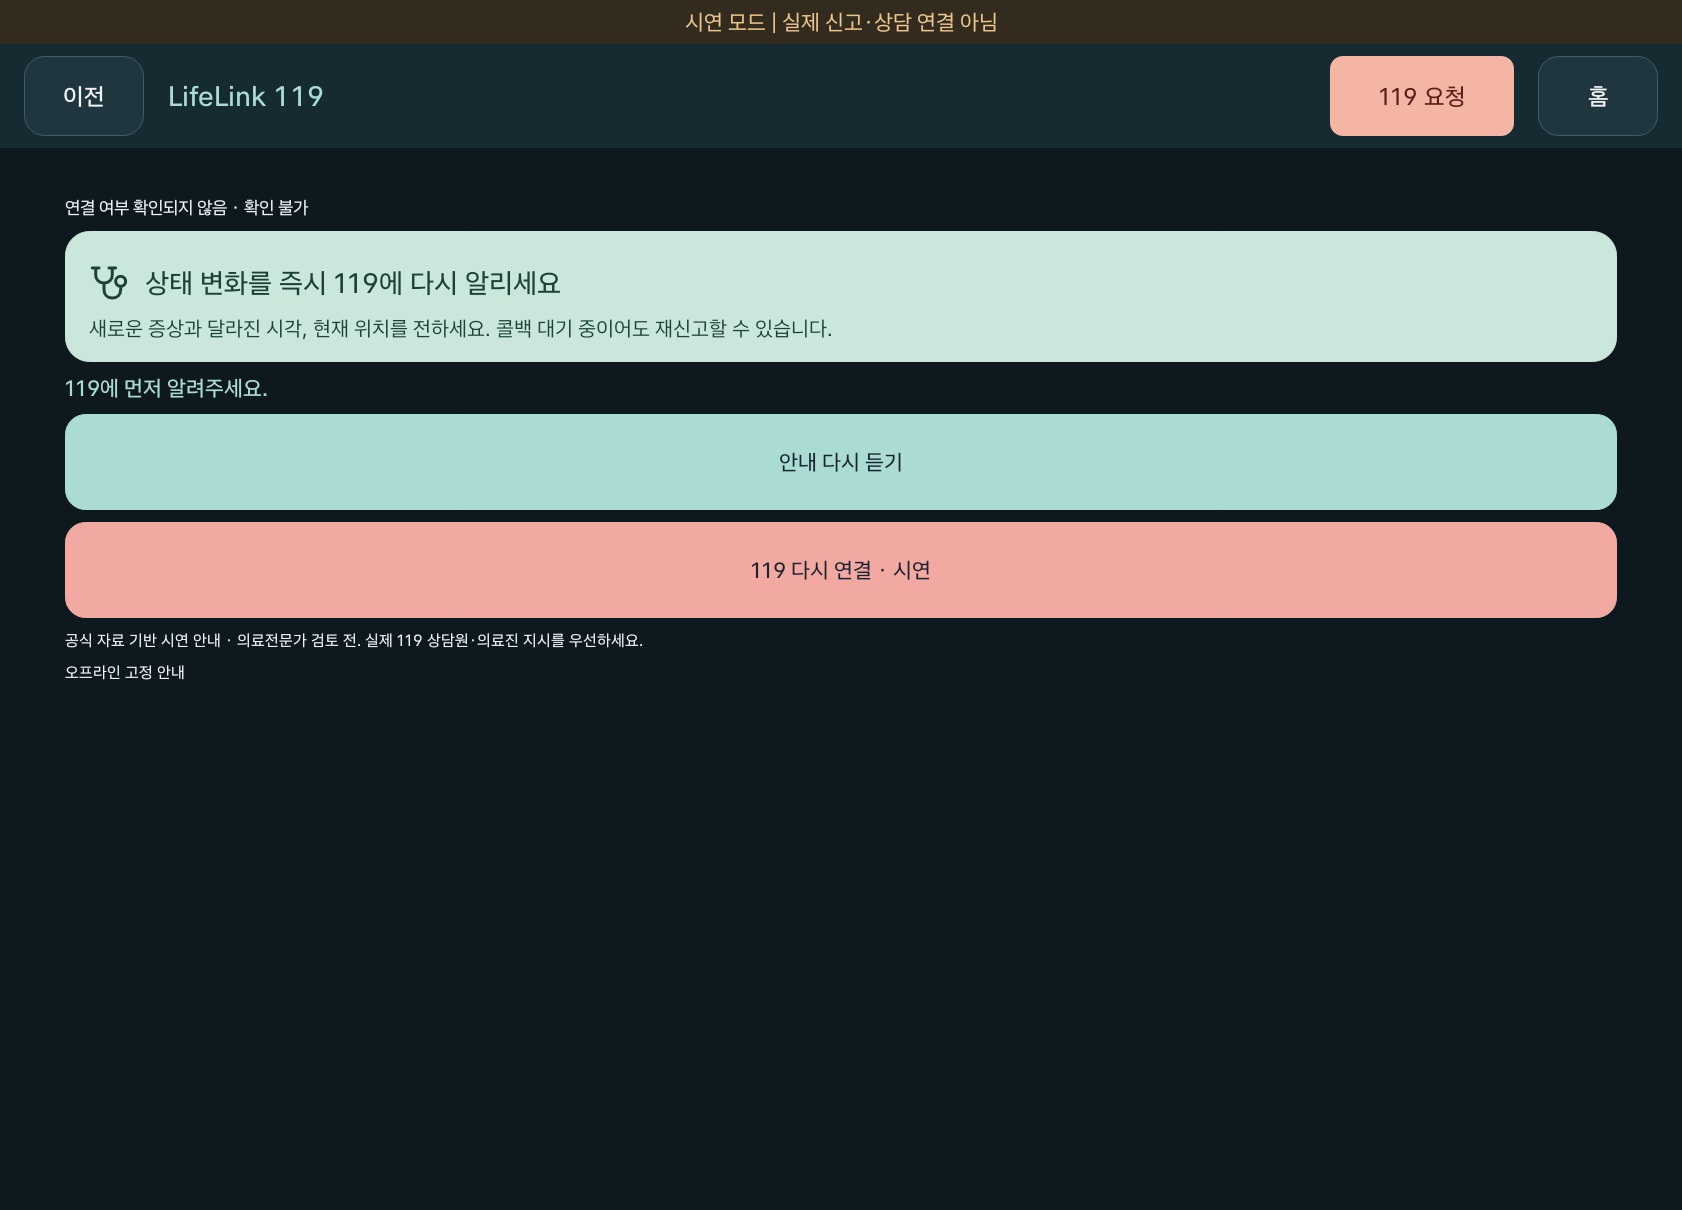 시연 모드 | 실제 신고·상담 연결 아님
이전
LifeLink 119
119 요청
홈
연결 여부 확인되지 않음 · 확인 불가
상태 변화를 즉시 119에 다시 알리세요
새로운 증상과 달라진 시각, 현재 위치를 전하세요. 콜백 대기 중이어도 재신고할 수 있습니다.
119에 먼저 알려주세요.
안내 다시 듣기
119 다시 연결 · 시연
공식 자료 기반 시연 안내 · 의료전문가 검토 전. 실제 119 상담원·의료진 지시를 우선하세요.
오프라인 고정 안내